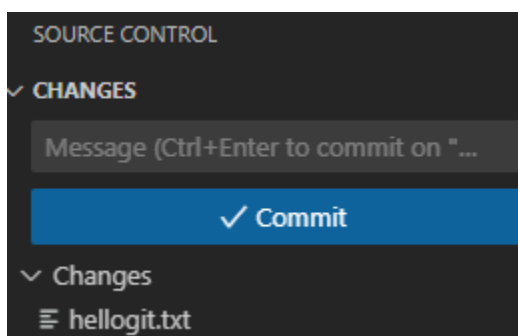 SOURCE CONTROL
CHANGES
Message (Ctrl+Enter to commit on "...
Commit
Changes
hellogit.txt